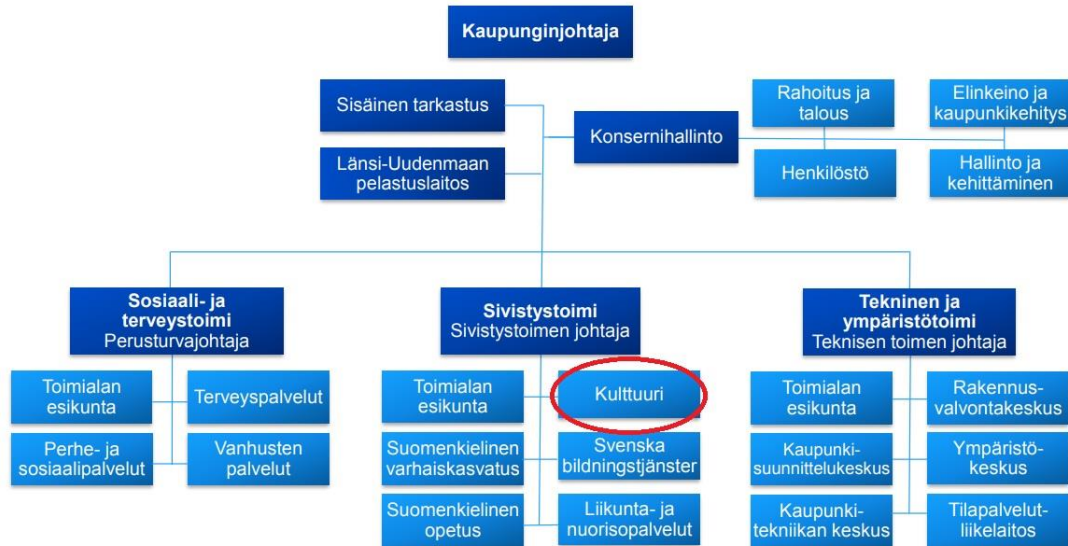 Kaupunginjohtaja
Sisäinen tarkastus
Länsi-Uudenmaan
pelastuslaitos
Konsernihallinto
Rahoitus ja
talous
Elinkeino ja
kaupunkikehitys
Henkilöstö
Hallinto ja
kehittäminen
Sosiaali- ja
terveystoimi
Perusturvajohtaja
Toimialan
esikunta
Terveyspalvelut
Perhe- ja
sosiaalipalvelut
Vanhusten
palvelut
Sivistystoimi
Sivistystoimen johtaja
Toimialan
esikunta
Kulttuuri
Suomenkielinen
varhaiskasvatus
Svenska
bildningstjänster
Suomenkielinen
opetus
Liikunta- ja
nuorisopalvelut
Tekninen ja
ympäristötoimi
Teknisen toimen johtaja
Toimialan
esikunta
Rakennus-
valvontakeskus
Kaupunki-
suunnittelukeskus
Ympäristö-
keskus
Kaupunki-
tekniikan keskus
Tilapalvelut-
liikelaitos